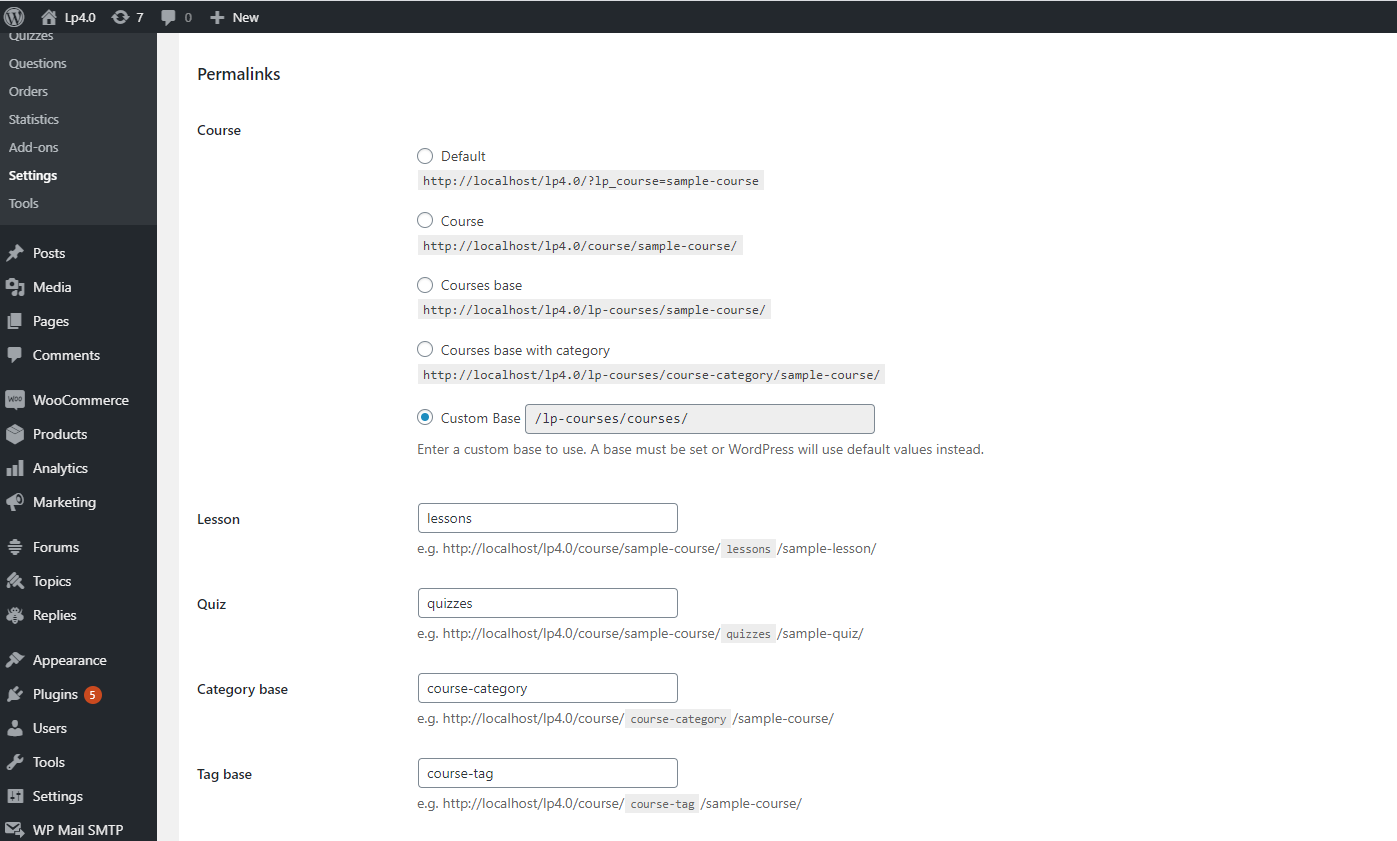 Lp4.0 7 0 New
Quizzes
Questions
Orders
Statistics
Add-ons
Settings
Tools
Posts
Media
Pages
Comments
WooCommerce
Products
Analytics
Marketing
Forums
Topics
Replies
Appearance
Plugins 5
Users
Tools
Settings
WP Mail SMTP
Permalinks
Course
Default
http://localhost/lp4.0/?lp_course=sample-course
Course
http://localhost/lp4.0/course/sample-course/
Courses base
http://localhost/lp4.0/lp-courses/sample-course/
Courses base with category
http://localhost/lp4.0/lp-courses/course-category/sample-course/
Custom Base /lp-courses/courses/
Enter a custom base to use. A base must be set or WordPress will use default values instead.
Lesson lessons
e.g. http://localhost/lp4.0/course/sample-course/ lessons /sample-lesson/
Quiz quizzes
e.g. http://localhost/lp4.0/course/sample-course/ quizzes /sample-quiz/
Category base course-category
e.g. http://localhost/lp4.0/course/ course-category /sample-course/
Tag base course-tag
e.g. http://localhost/lp4.0/course/ course-tag /sample-course/